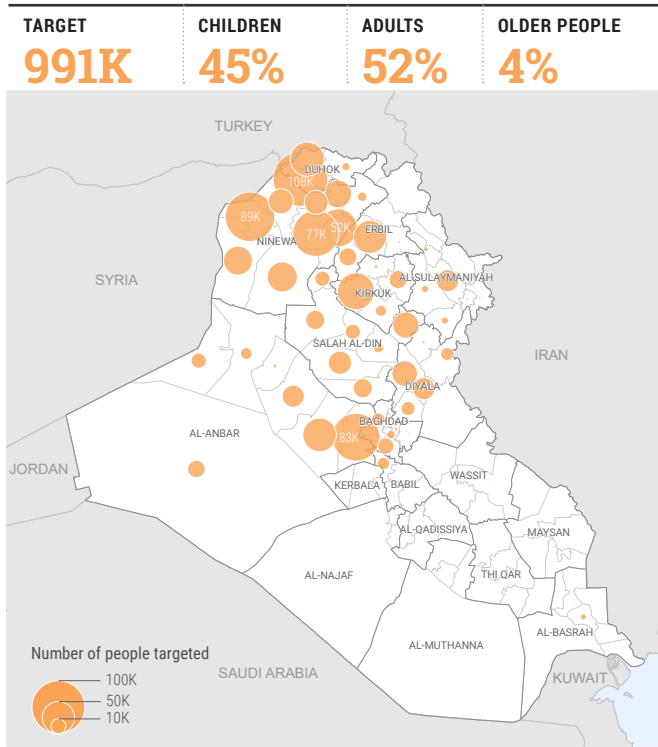 TARGET CHILDREN ADULTS OLDER PEOPLE
991K 45% 52% 4%
TURKEY
DUHOK
108K
89K
52K
77K
ERBIL
NINEWA
SYRIA
AL-SULAYMANIYAH
KIRKUK
SALAH AL-DIN
IRAN
DIYALA
BAGHDAD
AL-ANBAR
83K
JORDAN
WASSIT
KERBALA
BABIL
AL-QADISSIYA
MAYSAN
AL-NAJAF
THI QAR
AL-BASRAH
AL-MUTHANNA
Number of people targeted
SAUDI ARABIA
KUWAIT
100K
50K
10K